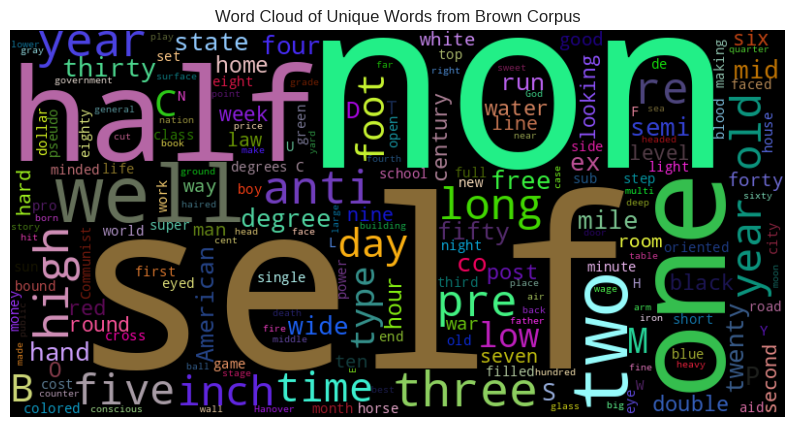 Word Cloud of Unique Words from Brown Corpus
lower
play
gray
year
set
state
four
white
top
good
making
six
quarter
thirty
surface
home
far
right
sweet
de
mid
faced
government
eight
grade
half
non
foot
run
looking
re
old
dollar
pseudo
eighty
general
point
C
N
week
D
T
open
century
God
water
line
semi
blood
sea
F
house
nation
price
green
yard
near
cut
class
book
law
make
U
fourth
side
level
headed
hard
minded
life
ground
degrees
C
school
full
ex
light
well
way
boy
anti
long
new
free
case
sub
step
multi
forty
pro
born
work
haired
degree
nine
large
fifty
mile
deep
sixty
story
hit
super
man
cent
head
face
L
building
night
room
oriented
one
year
city
moon
high
world
first
eyed
single
power
day
third
co
post
place
air
minute
table
H
black
road
sun
Communist
bound
American
self
type
hour
pre
back
father
wage
arm
two
iron
short
Y
money
red
round
cross
death
fire
wide
end
war
old
low
seven
M
blue
heavy
twenty
second
made
public
hand
game
middle
ten
filled
hundred
fine
W
P
B
O
cost
counter
five
inch
stage
time
ball
E
best
three
S
eye
double
aid
colored
conscious
wall
Hanover
month
horse
glass
big